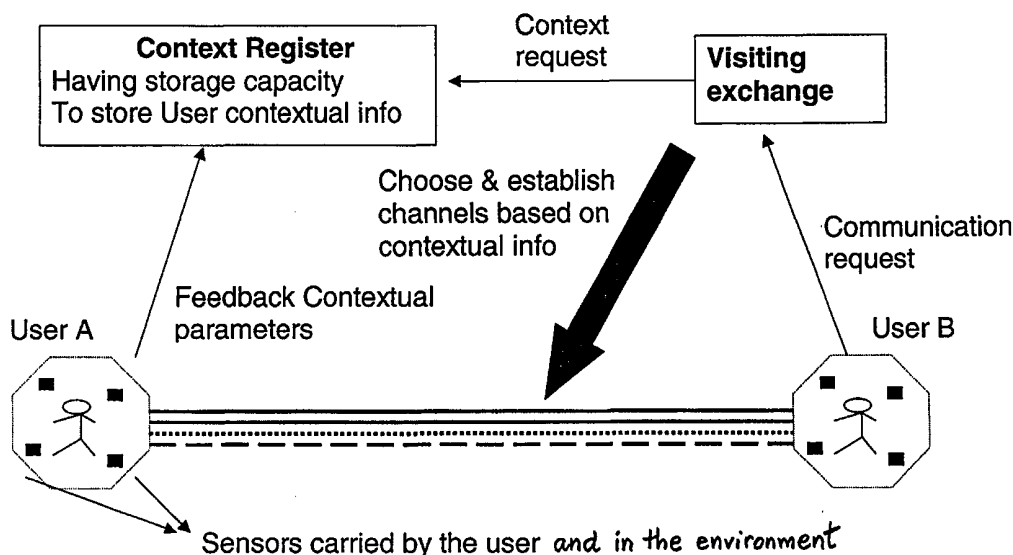 Context Register
Having storage capacity
To store User contextual info
Context
request
Visiting
exchange
Choose & establish
channels based on
contextual info
Communication
request
Feedback Contextual
parameters
User A
User B
Sensors carried by the user and in the environment